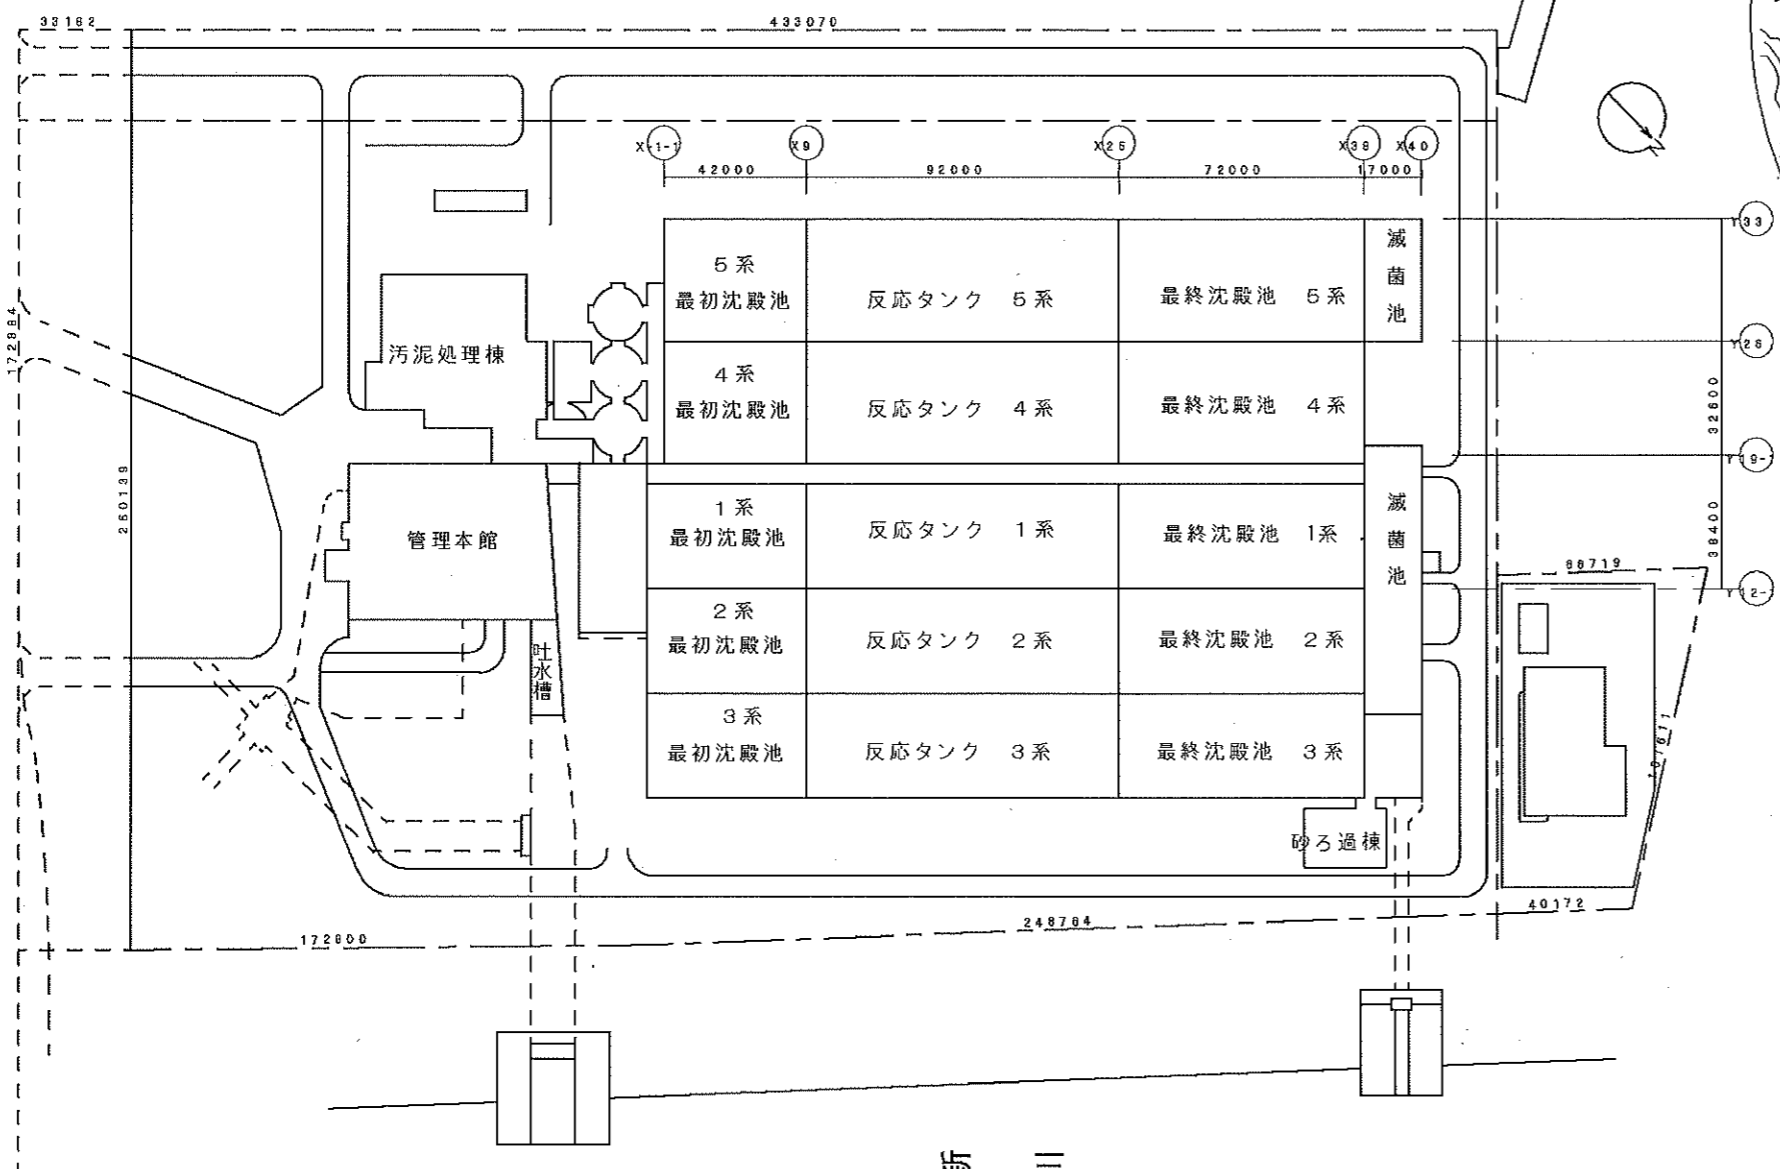 33162
433070
X1-1
X9
X25
X38
X40
42000
92000
72000
17000
N
Y33
5系
最初沈殿池
反応タンク 5系
最終沈殿池 5系
滅菌池
172884
汚泥処理棟
Y26
4系
最初沈殿池
反応タンク 4系
最終沈殿池 4系
32600
Y19-
260139
管理本館
1系
最初沈殿池
反応タンク 1系
最終沈殿池 1系
滅菌池
38400
68719
Y12-
2系
最初沈殿池
反応タンク 2系
最終沈殿池 2系
吐水槽
3系
最初沈殿池
反応タンク 3系
最終沈殿池 3系
砂ろ過棟
40172
248764
172800